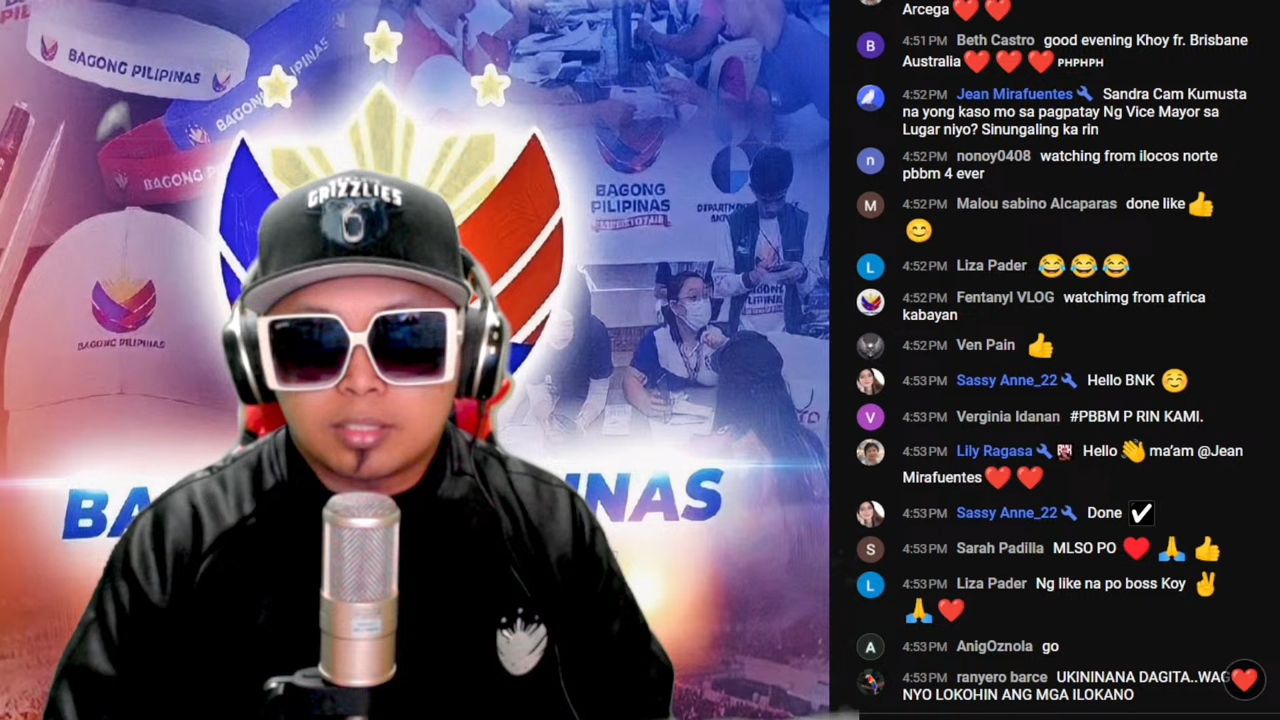 BAGONG PILIPINAS
BAGONG PILIPINAS
BAGONG PILIPINAS
BAGONG
PILIPINAS
GRIZZLIES
BA
INAS
Arcega❤️❤️
B 4:51 PM Beth Castro good evening Khoy fr. Brisbane
Australia❤️❤️❤️ PHPHPH
4:52 PM Jean Mirafuentes Sandra Cam Kumusta
na yong kaso mo sa pagpatay Ng Vice Mayor sa
Lugar niyo? Sinungaling ka rin
n 4:52 PM nonoy0408 watching from ilocos norte
pbbm 4 ever
M 4:52 PM Malou sabino Alcaparas done like 👍
😊
L 4:52 PM Liza Pader 😂😂😂
4:52 PM Fentanyl VLOG watchimg from africa
kabayan
4:52 PM Ven Pain 👍
4:53 PM Sassy Anne_22 Hello BNK ☺️
V 4:53 PM Verginia Idanan #PBBM P RIN KAMI.
4:53 PM Lily Ragasa Hello 👋 ma'am @Jean
Mirafuentes❤️❤️
4:53 PM Sassy Anne_22 Done ✔️
S 4:53 PM Sarah Padilla MLSO PO ❤️🙏👍
L 4:53 PM Liza Pader Ng like na po boss Koy ✌️
🙏❤️
A 4:53 PM AnigOznola go
4:53 PM ranyero barce UKININANA DAGITA..WAG
NYO LOKOHIN ANG MGA ILOKANO